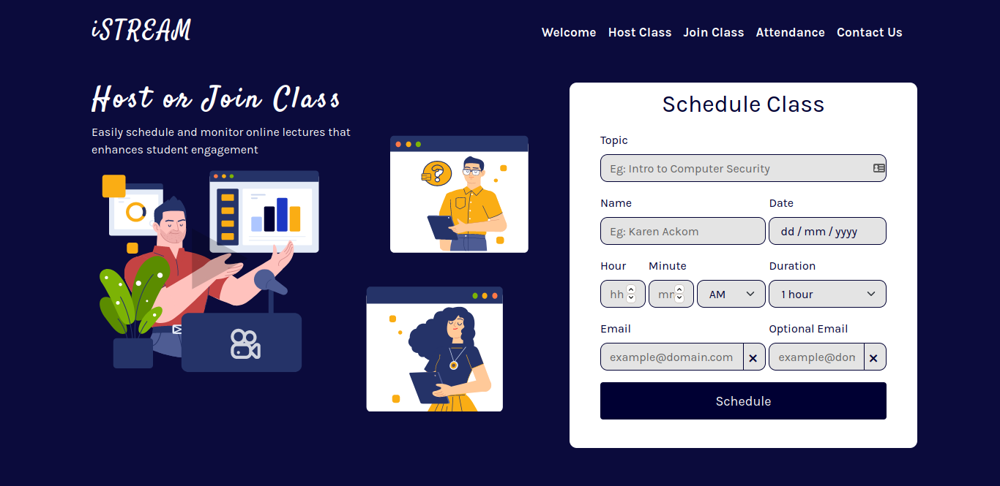 iSTREAM
Welcome Host Class Join Class Attendance Contact Us
Host or Join Class
Easily schedule and monitor online lectures that
enhances student engagement
?
Schedule Class
Topic
Eg: Intro to Computer Security
Name Date
Eg: Karen Ackom dd / mm / yyyy
Hour Minute Duration
hh mm AM 1 hour
Email Optional Email
example@domain.com × example@don ×
Schedule